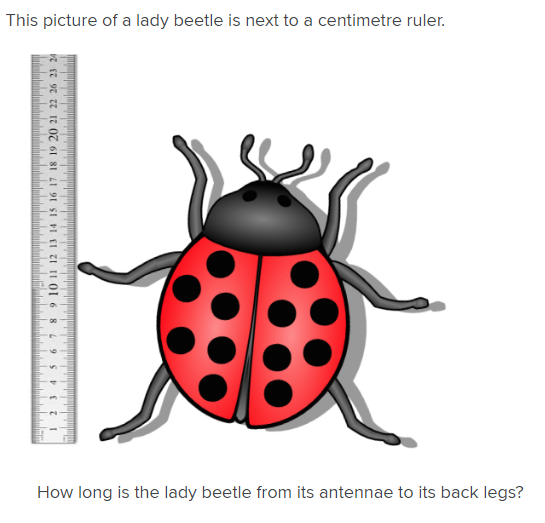 This picture of a lady beetle is next to a centimetre ruler.
1 2 3 4 5 6 7 8 9 10 11 12 13 14 15 16 17 18 19 20 21 22 26 23 24
How long is the lady beetle from its antennae to its back legs?